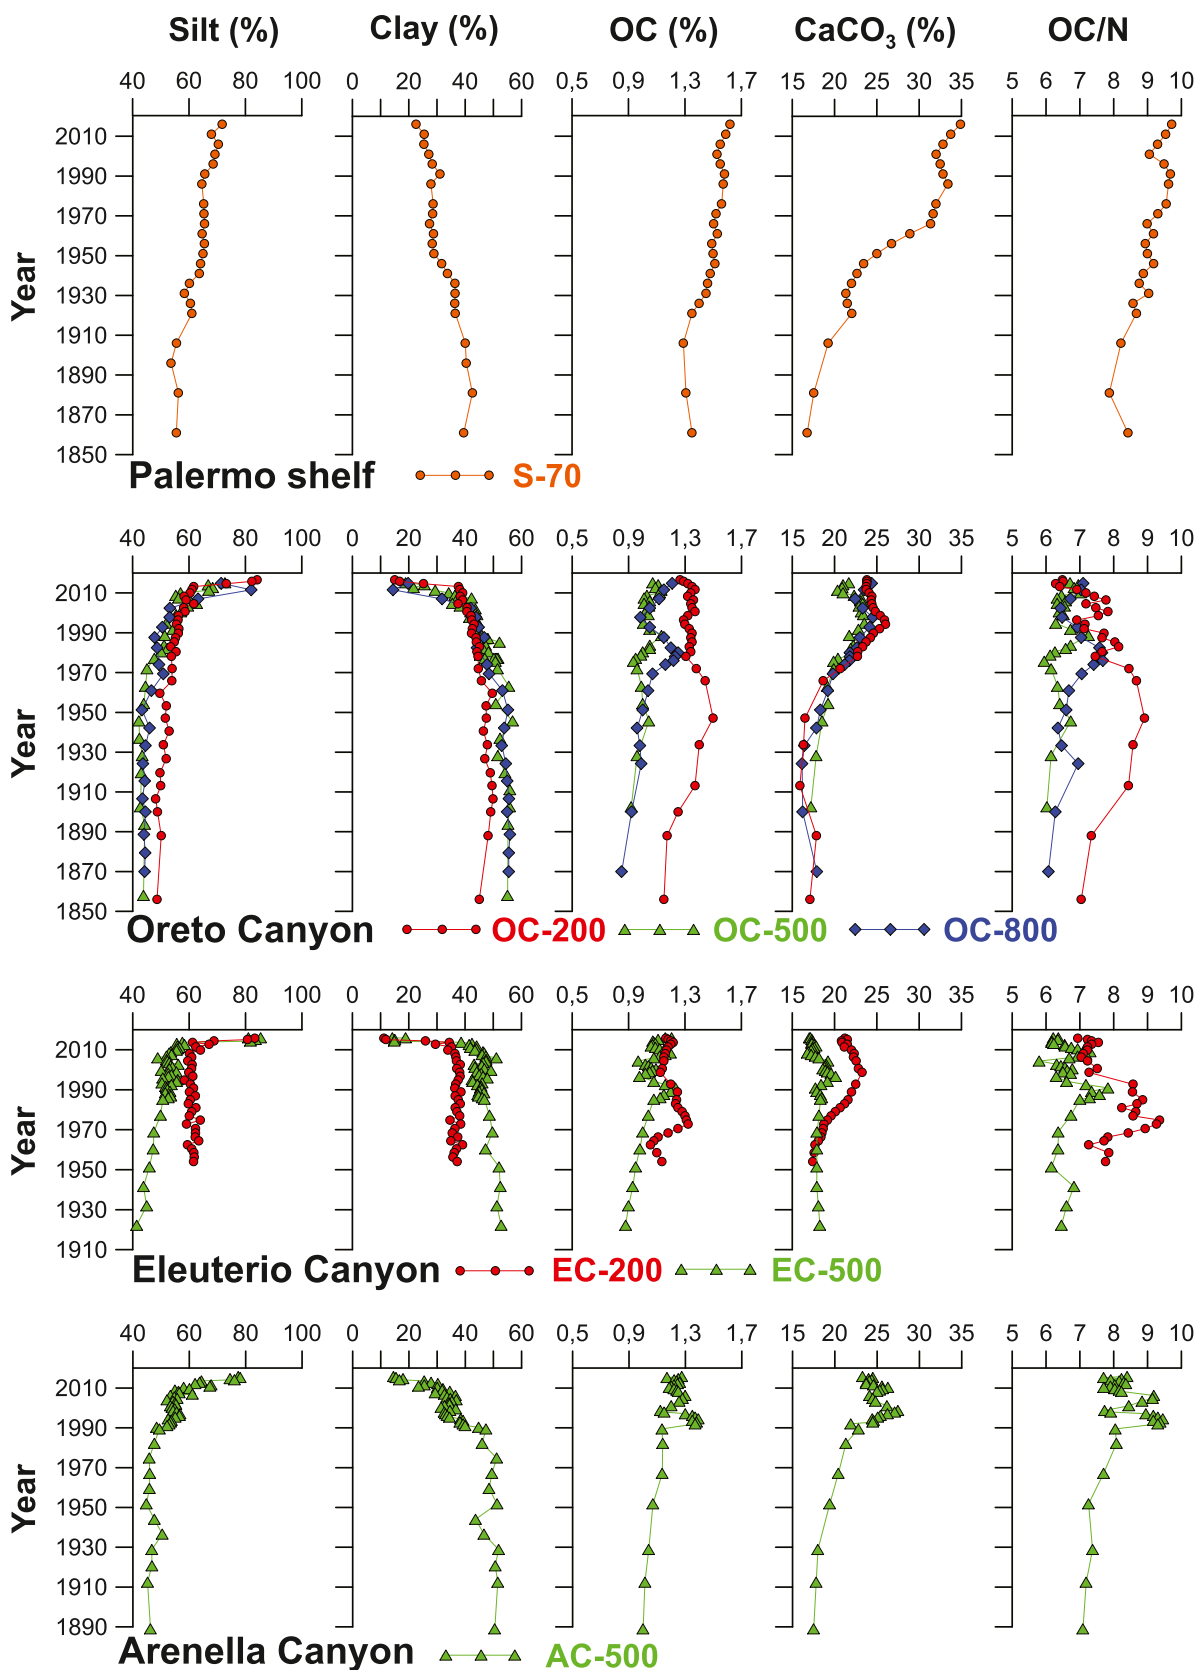 Silt (%) Clay (%) OC (%) CaCO₃ (%) OC/N
40 60 80 100 0 20 40 60 0,5 0,9 1,3 1,7 15 20 25 30 35 5 6 7 8 9 10
2010
1990
1970
1950
1930
1910
1890
1870
1850
Year
Palermo shelf S-70
40 60 80 100 0 20 40 60 0,5 0,9 1,3 1,7 15 20 25 30 35 5 6 7 8 9 10
2010
1990
1970
1950
1930
1910
1890
1870
1850
Year
Oreto Canyon OC-200 OC-500 OC-800
40 60 80 100 0 20 40 60 0,5 0,9 1,3 1,7 15 20 25 30 35 5 6 7 8 9 10
2010
1990
1970
1950
1930
1910
Year
Eleuterio Canyon EC-200 EC-500
40 60 80 100 0 20 40 60 0,5 0,9 1,3 1,7 15 20 25 30 35 5 6 7 8 9 10
2010
1990
1970
1950
1930
1910
1890
Year
Arenella Canyon AC-500